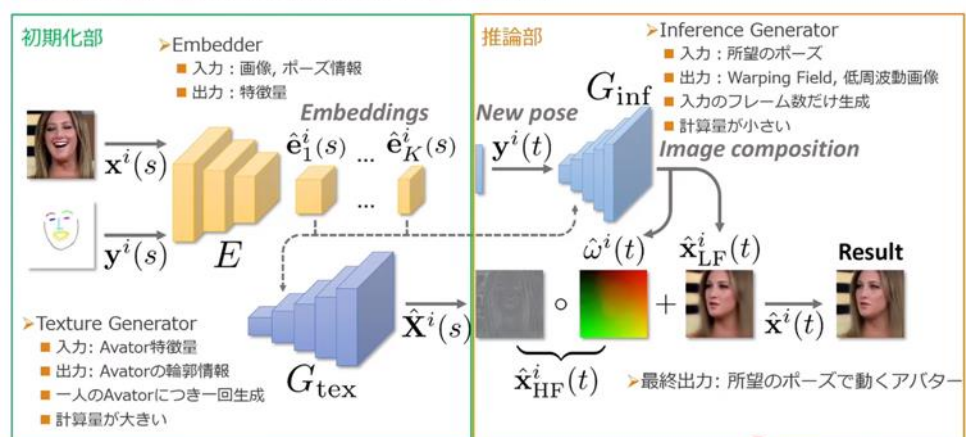 初期化部
➢Embedder
■ 入力：画像, ポーズ情報
■ 出力：特徴量
Embeddings
x^i(s)
ê^i_1(s) ... ê^i_K(s)
...
y^i(s)
E
➢Texture Generator
■ 入力: Avator特徴量
■ 出力: Avatorの輪郭情報
■ 一人のAvatorにつき一回生成
■ 計算量が大きい
G_tex
X̂^i(s)
推論部
➢Inference Generator
■ 入力：所望のポーズ
■ 出力：Warping Field, 低周波動画像
■ 入力のフレーム数だけ生成
■ 計算量が小さい
G_inf
New pose
y^i(t)
Image composition
ω̂^i(t)
x̂^i_LF(t)
Result
∘
+
x̂^i(t)
x̂^i_HF(t)
➢最終出力: 所望のポーズで動くアバター